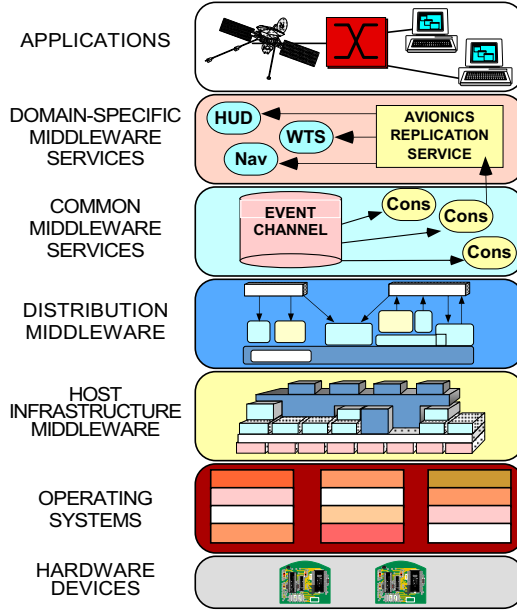 APPLICATIONS
DOMAIN-SPECIFIC
MIDDLEWARE
SERVICES
HUD
WTS
Nav
AVIONICS
REPLICATION
SERVICE
COMMON
MIDDLEWARE
SERVICES
EVENT
CHANNEL
Cons
Cons
Cons
DISTRIBUTION
MIDDLEWARE
HOST
INFRASTRUCTURE
MIDDLEWARE
OPERATING
SYSTEMS
HARDWARE
DEVICES